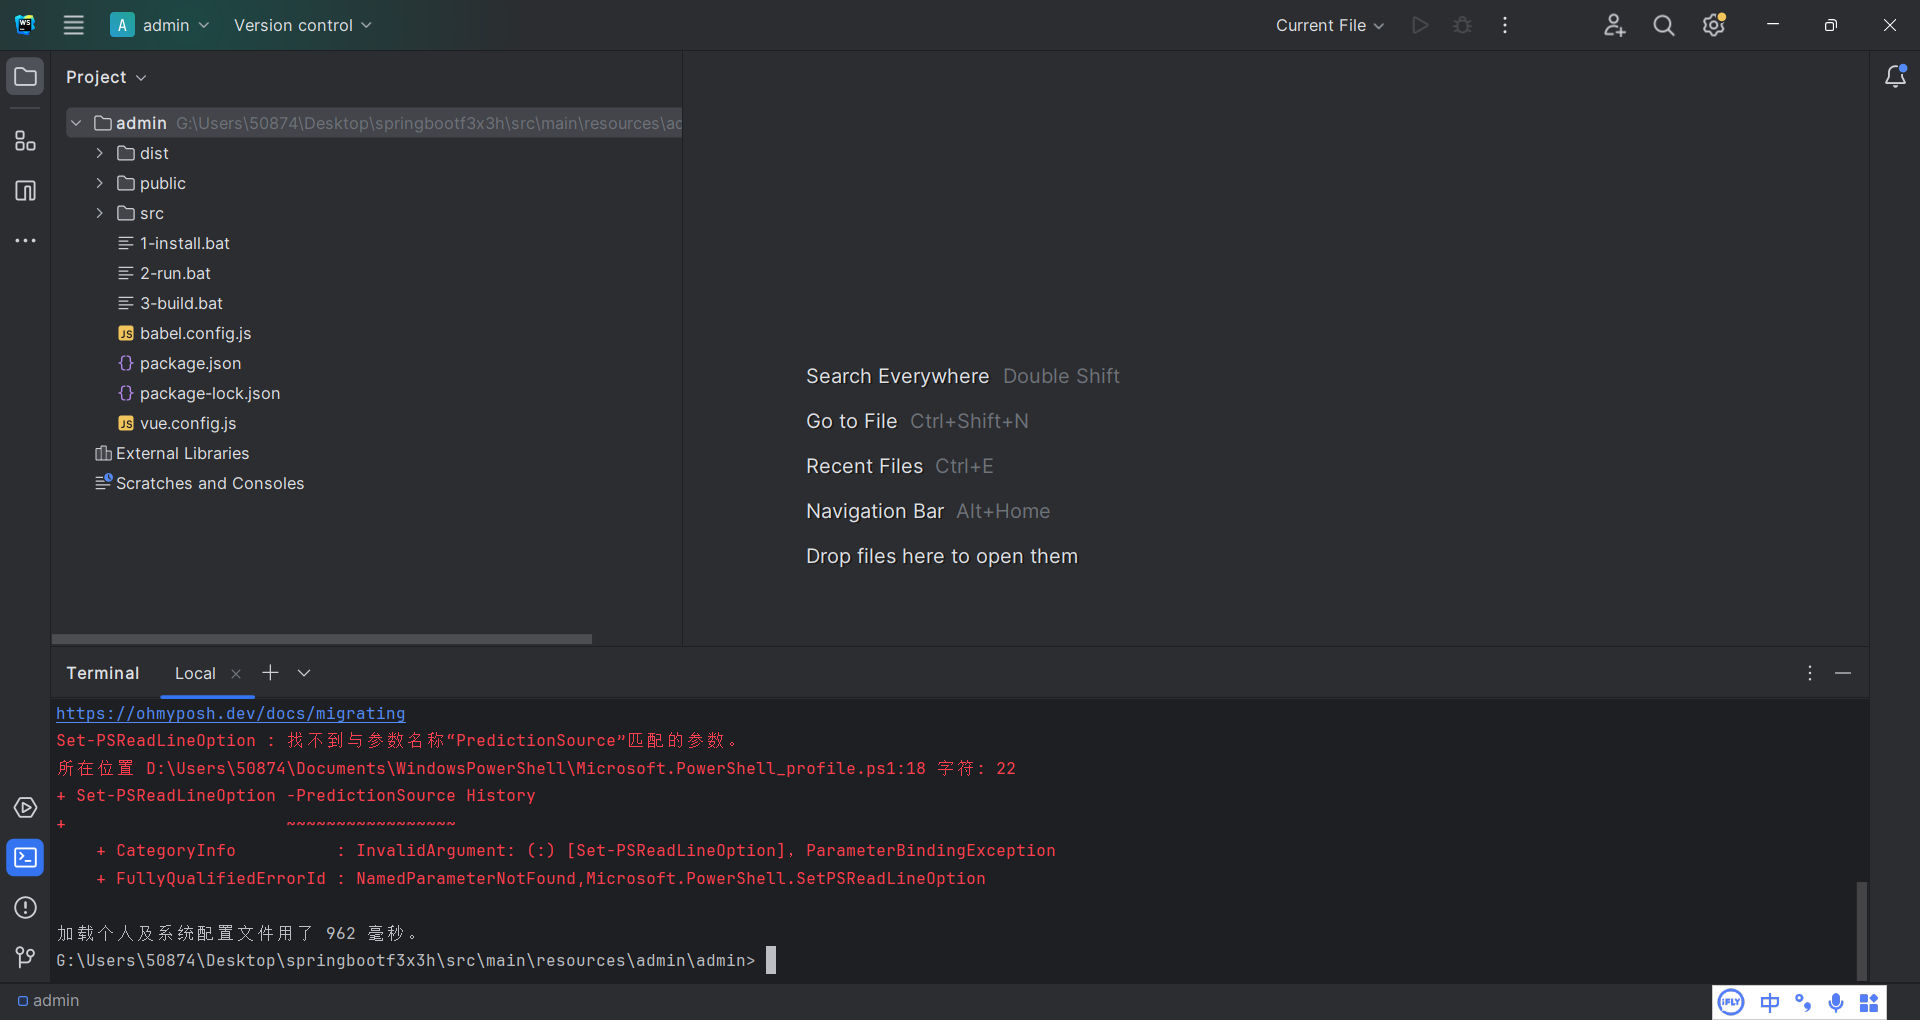 WS
A admin
Version control
Current File
Project
admin G:\Users\50874\Desktop\springbootf3x3h\src\main\resources\ac
dist
public
src
1-install.bat
2-run.bat
3-build.bat
JS babel.config.js
{} package.json
{} package-lock.json
JS vue.config.js
External Libraries
Scratches and Consoles
Search Everywhere Double Shift
Go to File Ctrl+Shift+N
Recent Files Ctrl+E
Navigation Bar Alt+Home
Drop files here to open them
Terminal
Local
https://ohmyposh.dev/docs/migrating
Set-PSReadLineOption : 找不到与参数名称“PredictionSource”匹配的参数。
所在位置 D:\Users\50874\Documents\WindowsPowerShell\Microsoft.PowerShell_profile.ps1:18 字符: 22
+ Set-PSReadLineOption -PredictionSource History
+                       ~~~~~~~~~~~~~~~~~
    + CategoryInfo          : InvalidArgument: (:) [Set-PSReadLineOption], ParameterBindingException
    + FullyQualifiedErrorId : NamedParameterNotFound,Microsoft.PowerShell.SetPSReadLineOption
加载个人及系统配置文件用了 962 毫秒。
G:\Users\50874\Desktop\springbootf3x3h\src\main\resources\admin\admin>
admin
iFLY 中